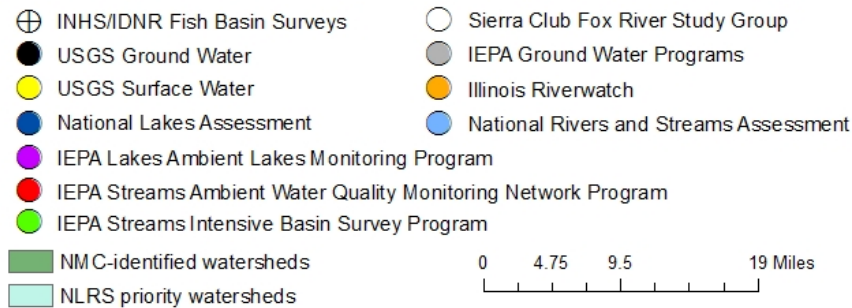 INHS/IDNR Fish Basin Surveys
USGS Ground Water
USGS Surface Water
National Lakes Assessment
IEPA Lakes Ambient Lakes Monitoring Program
IEPA Streams Ambient Water Quality Monitoring Network Program
IEPA Streams Intensive Basin Survey Program
Sierra Club Fox River Study Group
IEPA Ground Water Programs
Illinois Riverwatch
National Rivers and Streams Assessment
NMC-identified watersheds
NLRS priority watersheds
0 4.75 9.5 19 Miles